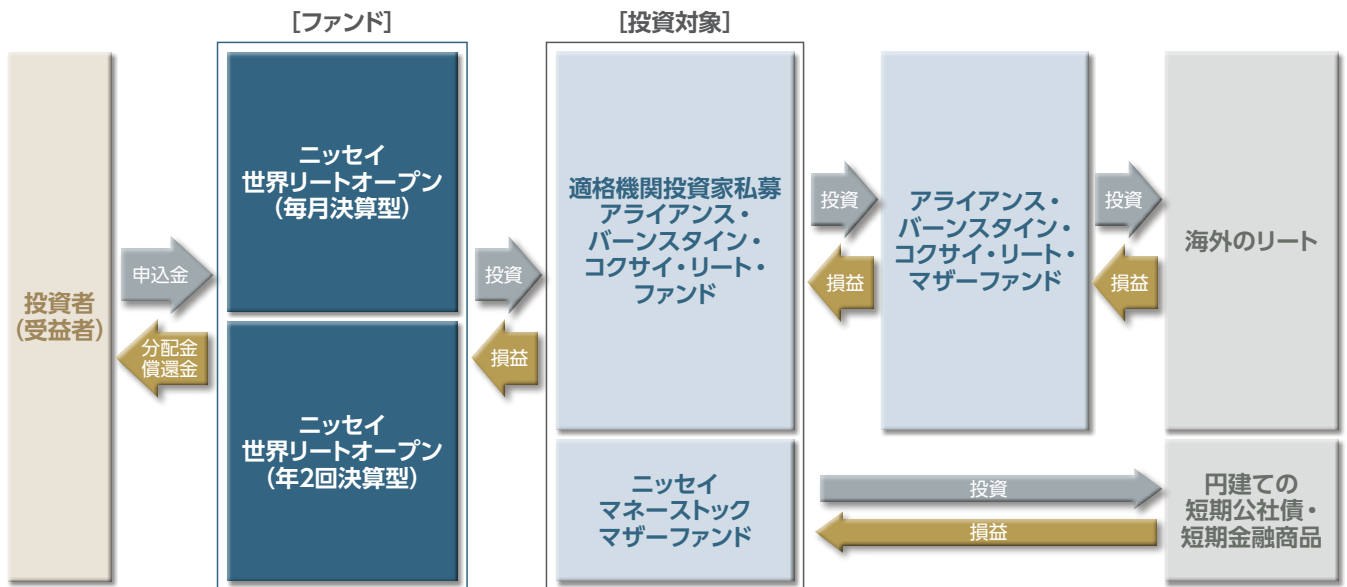 [ファンド]
[投資対象]
投資者
(受益者)
申込金
分配金
償還金
ニッセイ
世界リートオープン
(毎月決算型)
ニッセイ
世界リートオープン
(年2回決算型)
投資
損益
適格機関投資家私募
アライアンス・
バーンスタイン・
コクサイ・リート・
ファンド
投資
損益
アライアンス・
バーンスタイン・
コクサイ・リート・
マザーファンド
投資
損益
海外のリート
ニッセイ
マネーストック
マザーファンド
投資
損益
円建ての
短期公社債・
短期金融商品